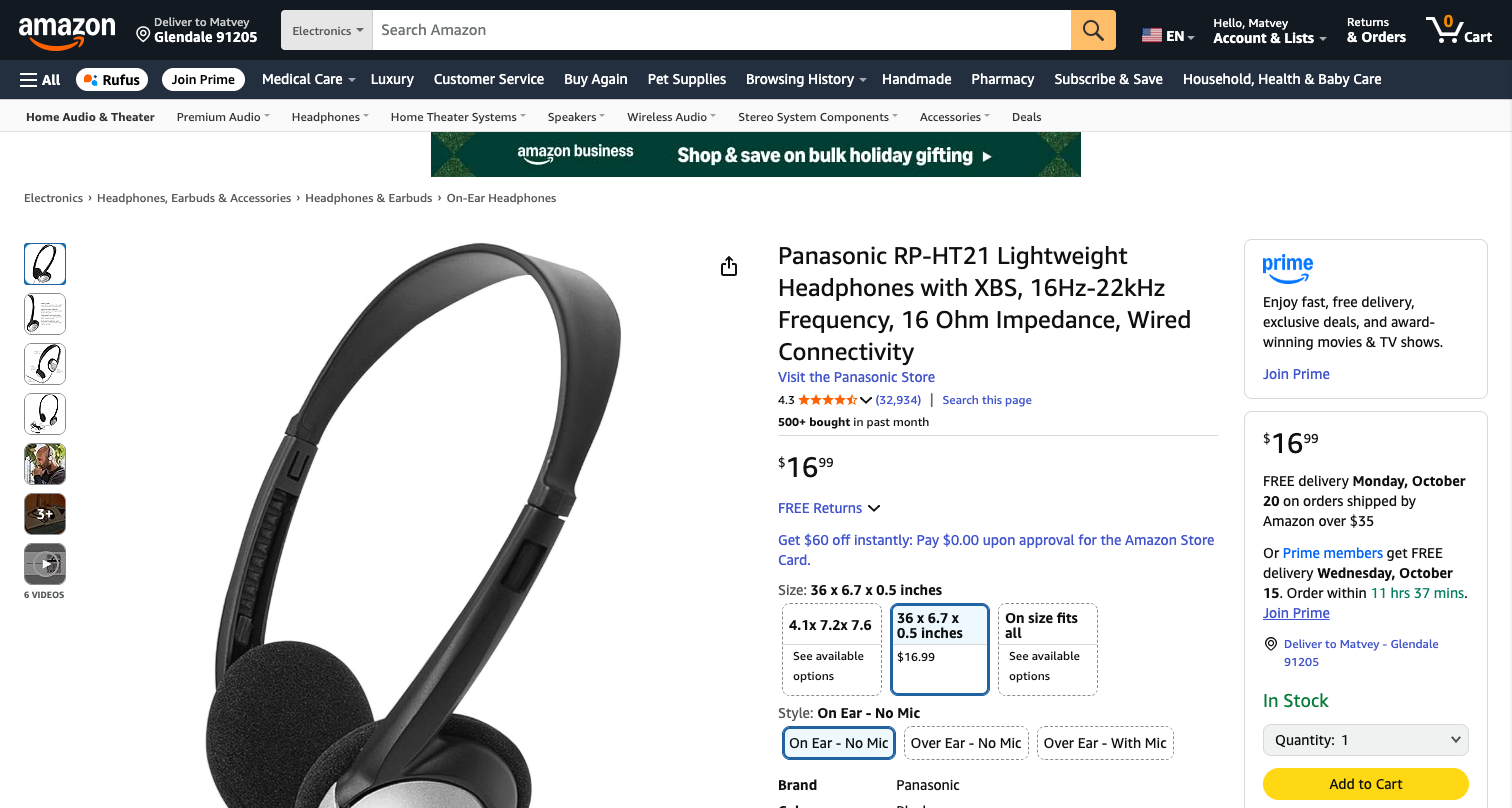 amazon
Deliver to Matvey
Glendale 91205
Electronics
Search Amazon
EN
Hello, Matvey
Account & Lists
Returns
& Orders
0
Cart
All
Rufus
Join Prime
Medical Care
Luxury
Customer Service
Buy Again
Pet Supplies
Browsing History
Handmade
Pharmacy
Subscribe & Save
Household, Health & Baby Care
Home Audio & Theater
Premium Audio
Headphones
Home Theater Systems
Speakers
Wireless Audio
Stereo System Components
Accessories
Deals
amazon business
Shop & save on bulk holiday gifting
Electronics › Headphones, Earbuds & Accessories › Headphones & Earbuds › On-Ear Headphones
3+
6 VIDEOS
Panasonic RP-HT21 Lightweight
Headphones with XBS, 16Hz-22kHz
Frequency, 16 Ohm Impedance, Wired
Connectivity
Visit the Panasonic Store
4.3 (32,934) | Search this page
500+ bought in past month
$16.99
FREE Returns
Get $60 off instantly: Pay $0.00 upon approval for the Amazon Store
Card.
Size: 36 x 6.7 x 0.5 inches
4.1x 7.2x 7.6
See available
options
36 x 6.7 x
0.5 inches
$16.99
On size fits
all
See available
options
Style: On Ear - No Mic
On Ear - No Mic
Over Ear - No Mic
Over Ear - With Mic
Brand Panasonic
prime
Enjoy fast, free delivery,
exclusive deals, and award-
winning movies & TV shows.
Join Prime
$16.99
FREE delivery Monday, October
20 on orders shipped by
Amazon over $35
Or Prime members get FREE
delivery Wednesday, October
15. Order within 11 hrs 37 mins.
Join Prime
Deliver to Matvey - Glendale
91205
In Stock
Quantity: 1
Add to Cart